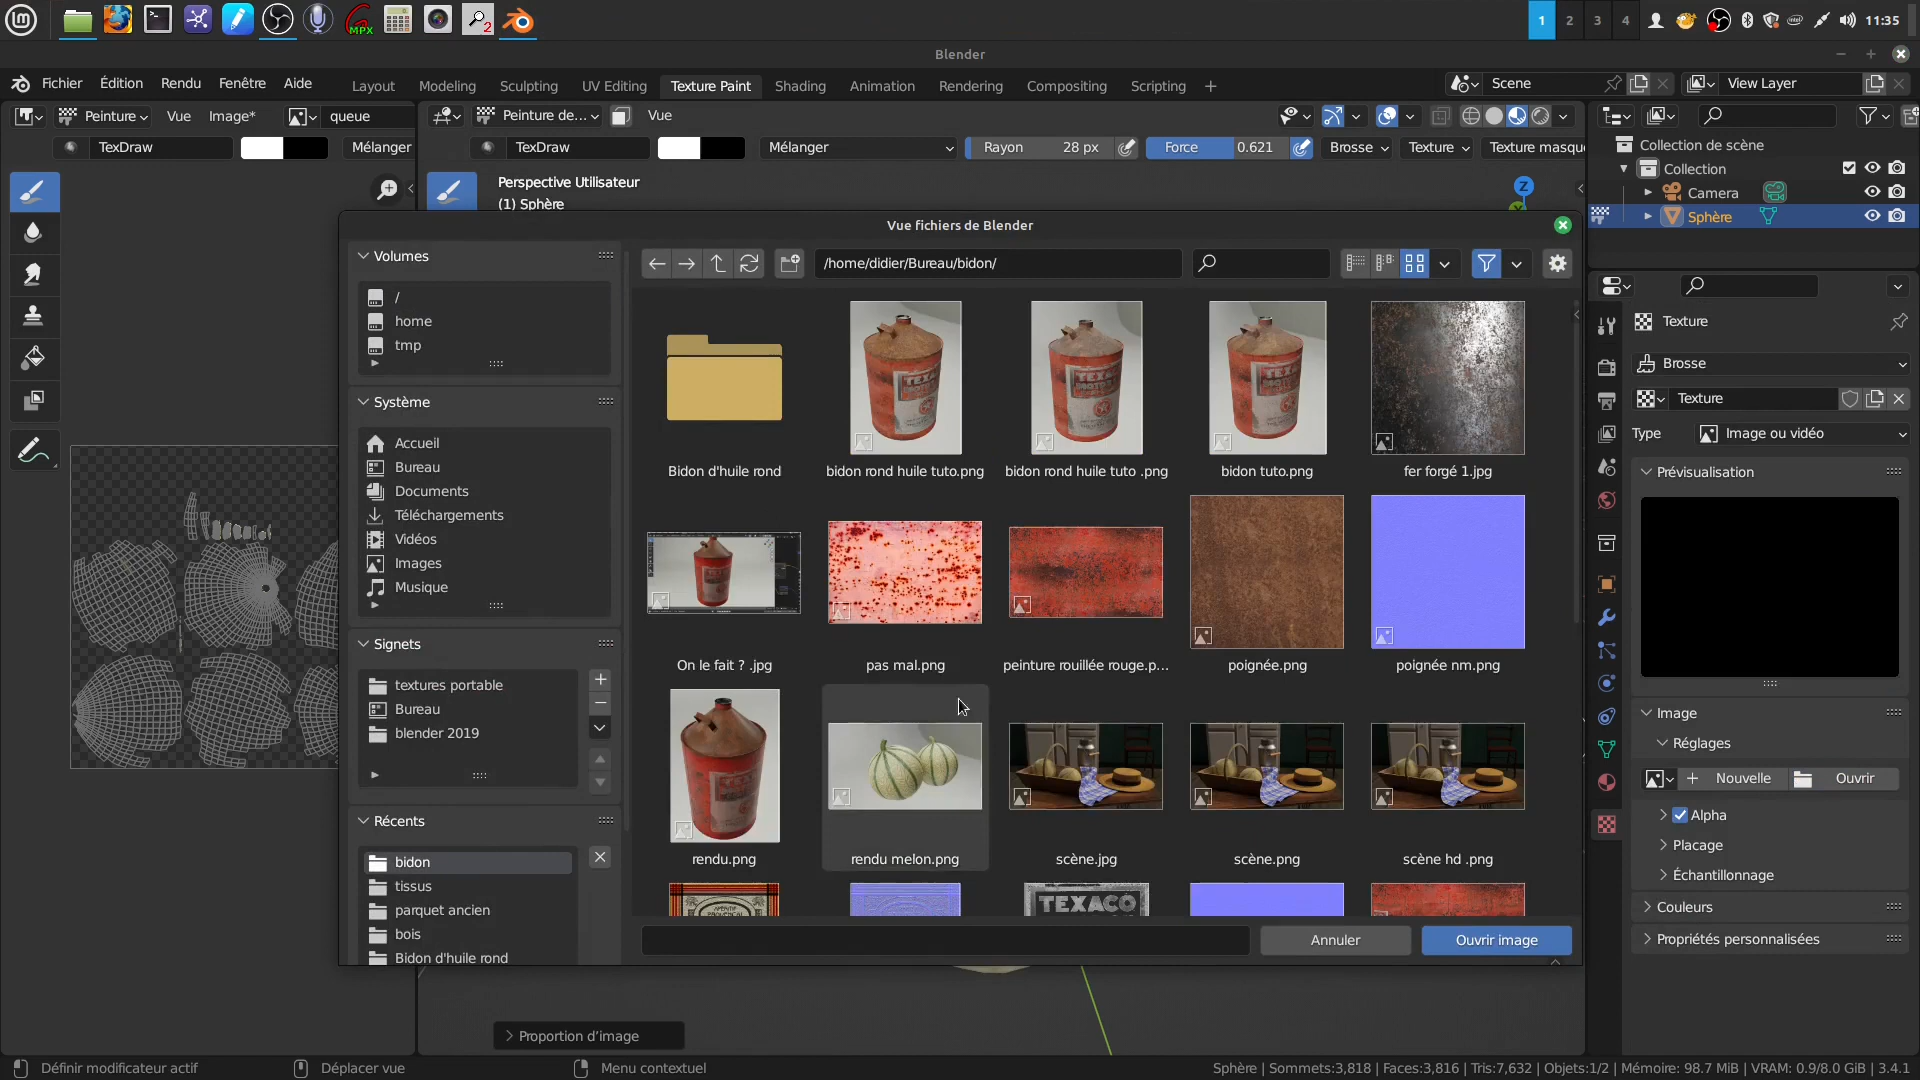 2
MPX
1
2
3
4
11:35
Blender
Fichier
Édition
Rendu
Fenêtre
Aide
Layout
Modeling
Sculpting
UV Editing
Texture Paint
Shading
Animation
Rendering
Compositing
Scripting
+
Scene
View Layer
Peinture
Vue
Image*
queue
Peinture de...
Vue
TexDraw
Mélanger
TexDraw
Mélanger
Rayon 28 px
Force 0.621
Brosse
Texture
Texture masqu
Perspective Utilisateur
(1) Sphère
Z
Collection de scène
Collection
Camera
Sphère
Vue fichiers de Blender
Volumes
/
home
tmp
Système
Accueil
Bureau
Documents
Téléchargements
Vidéos
Images
Musique
Signets
textures portable
Bureau
blender 2019
Récents
bidon
tissus
parquet ancien
bois
Bidon d'huile rond
/home/didier/Bureau/bidon/
Bidon d'huile rond
bidon rond huile tuto.png
bidon rond huile tuto .png
bidon tuto.png
fer forgé 1.jpg
On le fait ? .jpg
pas mal.png
peinture rouillée rouge.p...
poignée.png
poignée nm.png
rendu.png
rendu melon.png
scène.jpg
scène.png
scène hd .png
TEXACO
Annuler
Ouvrir image
Texture
Brosse
Texture
Type
Image ou vidéo
Prévisualisation
Image
Réglages
Nouvelle
Ouvrir
Alpha
Placage
Échantillonnage
Couleurs
Propriétés personnalisées
Proportion d'image
Définir modificateur actif
Déplacer vue
Menu contextuel
Sphère | Sommets:3,818 | Faces:3,816 | Tris:7,632 | Objets:1/2 | Mémoire: 98.7 MiB | VRAM: 0.9/8.0 GiB | 3.4.1